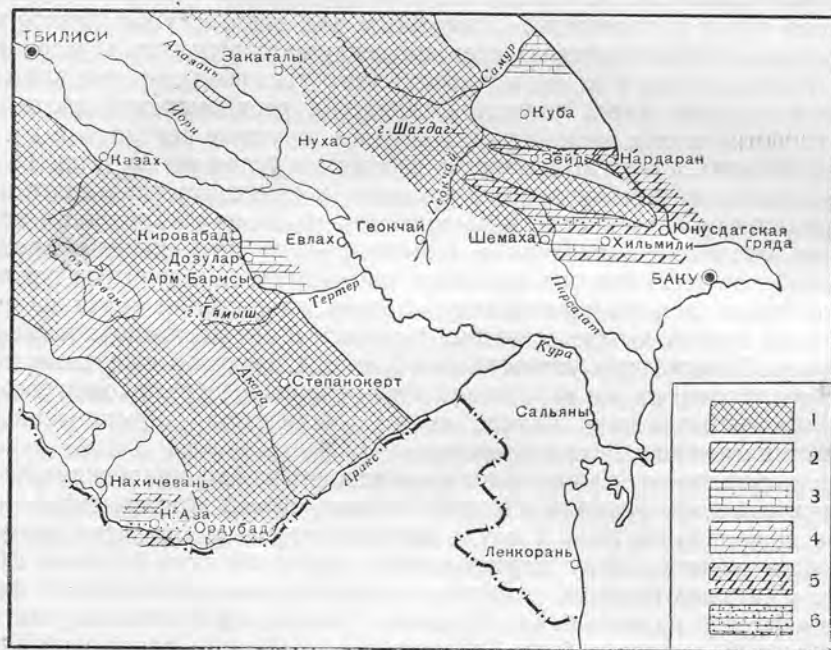 ТБИЛИСИ
Алазань
Закаталы
Самур
Иори
Куба
г. Шахдаг
Нуха
Зейды
Нардаран
Казах
Геокчай
Кировабад
Евлах
Геокчай
Шемаха
Юнусдагская
гряда
Хильмили
Дозулар
Арм. Барисы
оз. Севан
Тертер
БАКУ
г. Гямыш
Пирсагат
Кура
Акера
Степанокерт
Сальяны
Аракс
Нахичевань
Н. Аза
Ордубад
Ленкорань
1
2
3
4
5
6